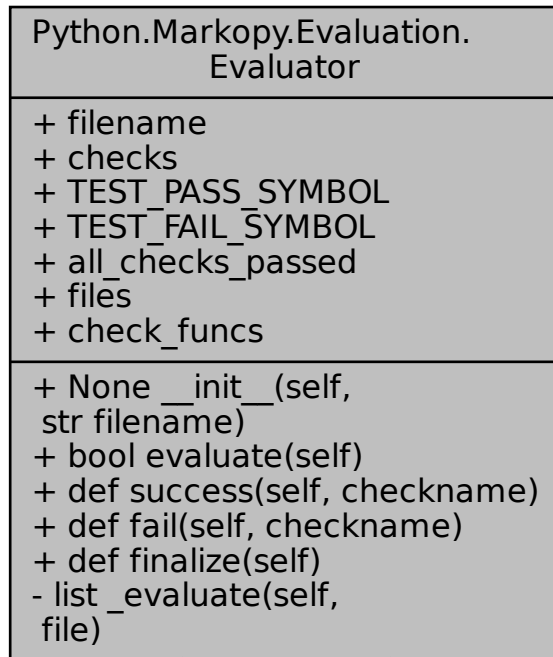 Python.Markopy.Evaluation.
Evaluator
+ filename
+ checks
+ TEST_PASS_SYMBOL
+ TEST_FAIL_SYMBOL
+ all_checks_passed
+ files
+ check_funcs
+ None __init__(self,
str filename)
+ bool evaluate(self)
+ def success(self, checkname)
+ def fail(self, checkname)
+ def finalize(self)
- list _evaluate(self,
file)